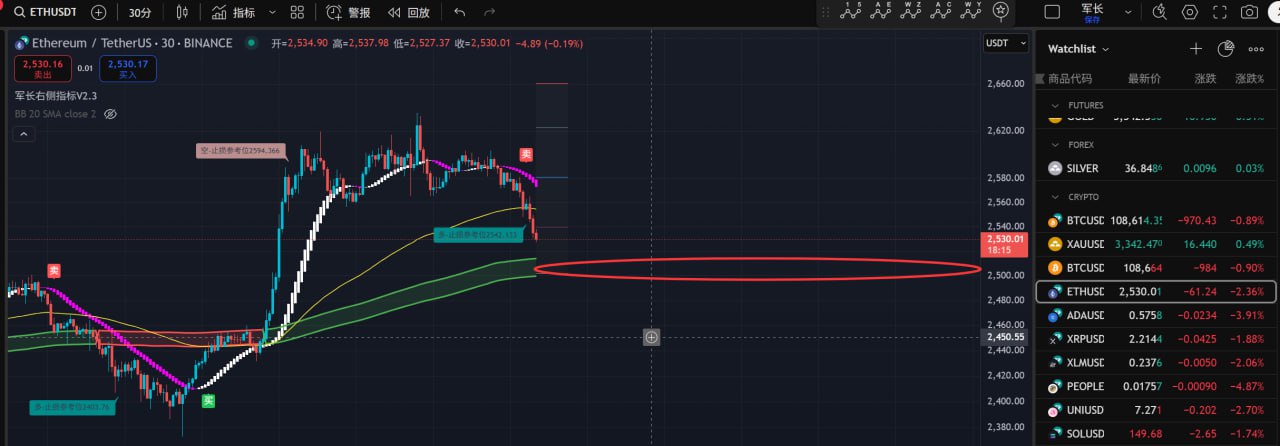 ETHUSDT
30分
指标
警报
回放
1 5
A E
W Z
A C
W Y
军长
保存
Ethereum / TetherUS · 30 · BINANCE
开=2,534.90 高=2,537.98 低=2,527.37 收=2,530.01 −4.89 (−0.19%)
2,530.16
卖出
0.01
2,530.17
买入
军长右侧指标V2.3
BB 20 SMA close 2
空-止损参考位2594.366
卖
多-止损参考位2542.133
卖
多-止损参考位2403.76
买
USDT
2,660.00
2,620.00
2,580.00
2,560.00
2,540.00
2,530.01
18:15
2,500.00
2,480.00
2,460.00
2,450.55
2,440.00
2,420.00
2,400.00
2,380.00
Watchlist
商品代码 最新价 涨跌 涨跌%
FUTURES
FOREX
SILVER 36.848⁶ 0.0096 0.03%
CRYPTO
BTCUSD 108,614.35 −970.43 −0.89%
XAUUSD 3,342.470 16.440 0.49%
BTCUSD 108,664 −984 −0.90%
ETHUSD 2,530.01 −61.24 −2.36%
ADAUSD 0.5758 −0.0234 −3.91%
XRPUSD 2.2144 −0.0425 −1.88%
XLMUSD 0.2376 −0.0050 −2.06%
PEOPLE 0.01757 −0.00090 −4.87%
UNIUSD 7.271 −0.202 −2.70%
SOLUSD 149.68 −2.65 −1.74%